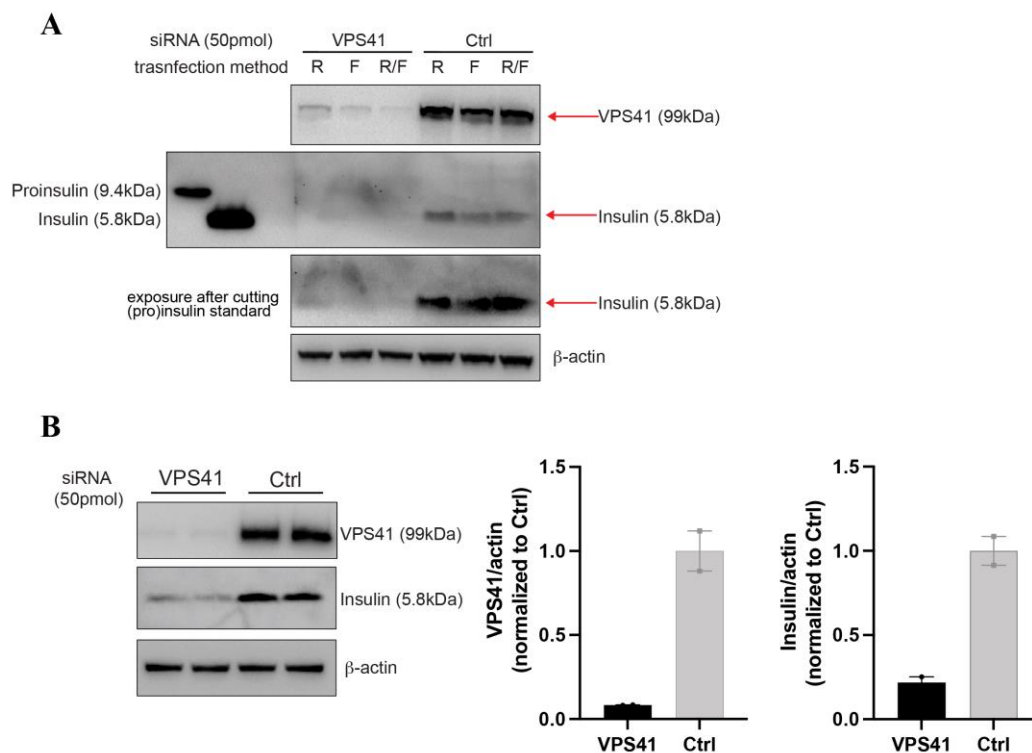 A
siRNA (50pmol) VPS41 Ctrl
trasnfection method R F R/F R F R/F
VPS41 (99kDa)
Proinsulin (9.4kDa)
Insulin (5.8kDa)
Insulin (5.8kDa)
exposure after cutting
(pro)insulin standard
Insulin (5.8kDa)
β-actin
B
siRNA
(50pmol)
VPS41 Ctrl
VPS41 (99kDa)
Insulin (5.8kDa)
β-actin
VPS41/actin
(normalized to Ctrl)
1.5
1.0
0.5
0.0
VPS41 Ctrl
Insulin/actin
(normalized to Ctrl)
1.5
1.0
0.5
0.0
VPS41 Ctrl